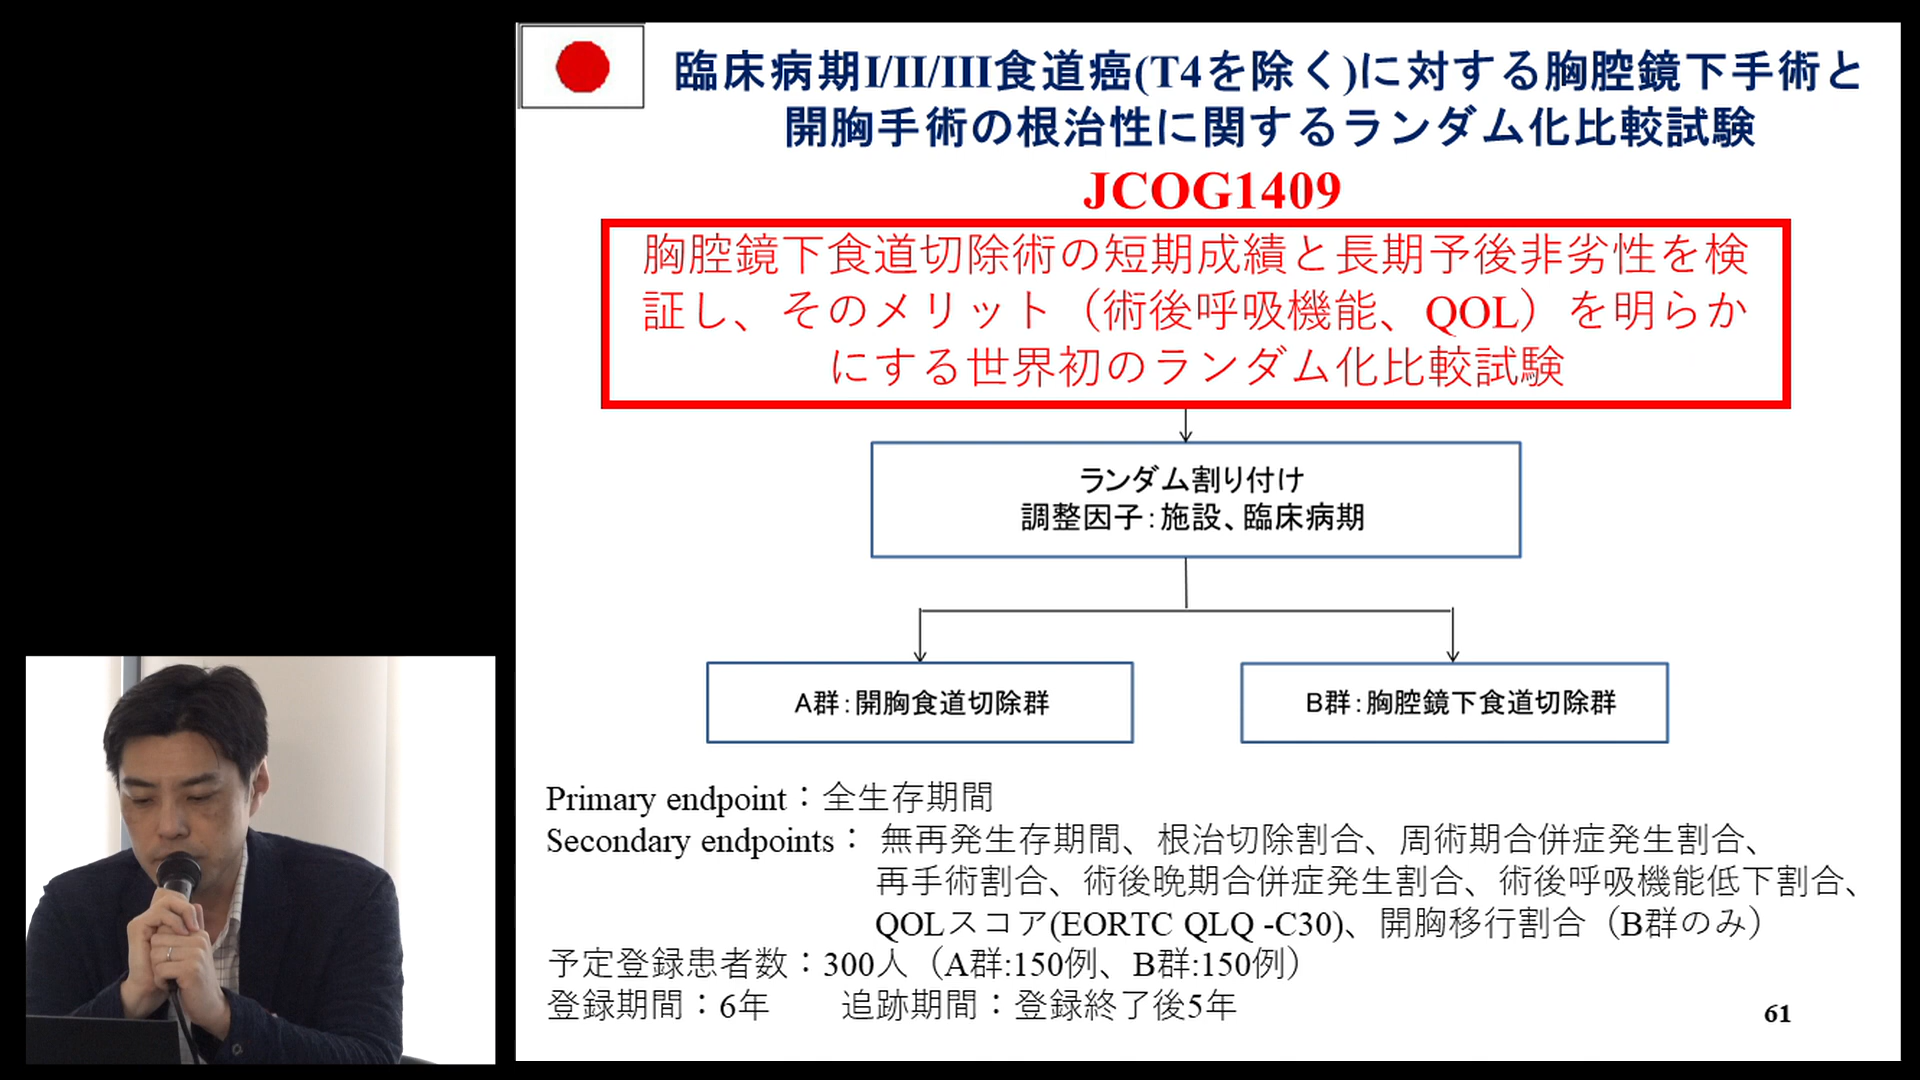 臨床病期I/II/III食道癌(T4を除く)に対する胸腔鏡下手術と
開胸手術の根治性に関するランダム化比較試験
JCOG1409
胸腔鏡下食道切除術の短期成績と長期予後非劣性を検
証し、そのメリット（術後呼吸機能、QOL）を明らか
にする世界初のランダム化比較試験
ランダム割り付け
調整因子：施設、臨床病期
A群：開胸食道切除群
B群：胸腔鏡下食道切除群
Primary endpoint：全生存期間
Secondary endpoints： 無再発生存期間、根治切除割合、周術期合併症発生割合、
再手術割合、術後晩期合併症発生割合、術後呼吸機能低下割合、
QOLスコア(EORTC QLQ -C30)、開胸移行割合（B群のみ）
予定登録患者数：300人（A群:150例、B群:150例）
登録期間：6年　　追跡期間：登録終了後5年
61